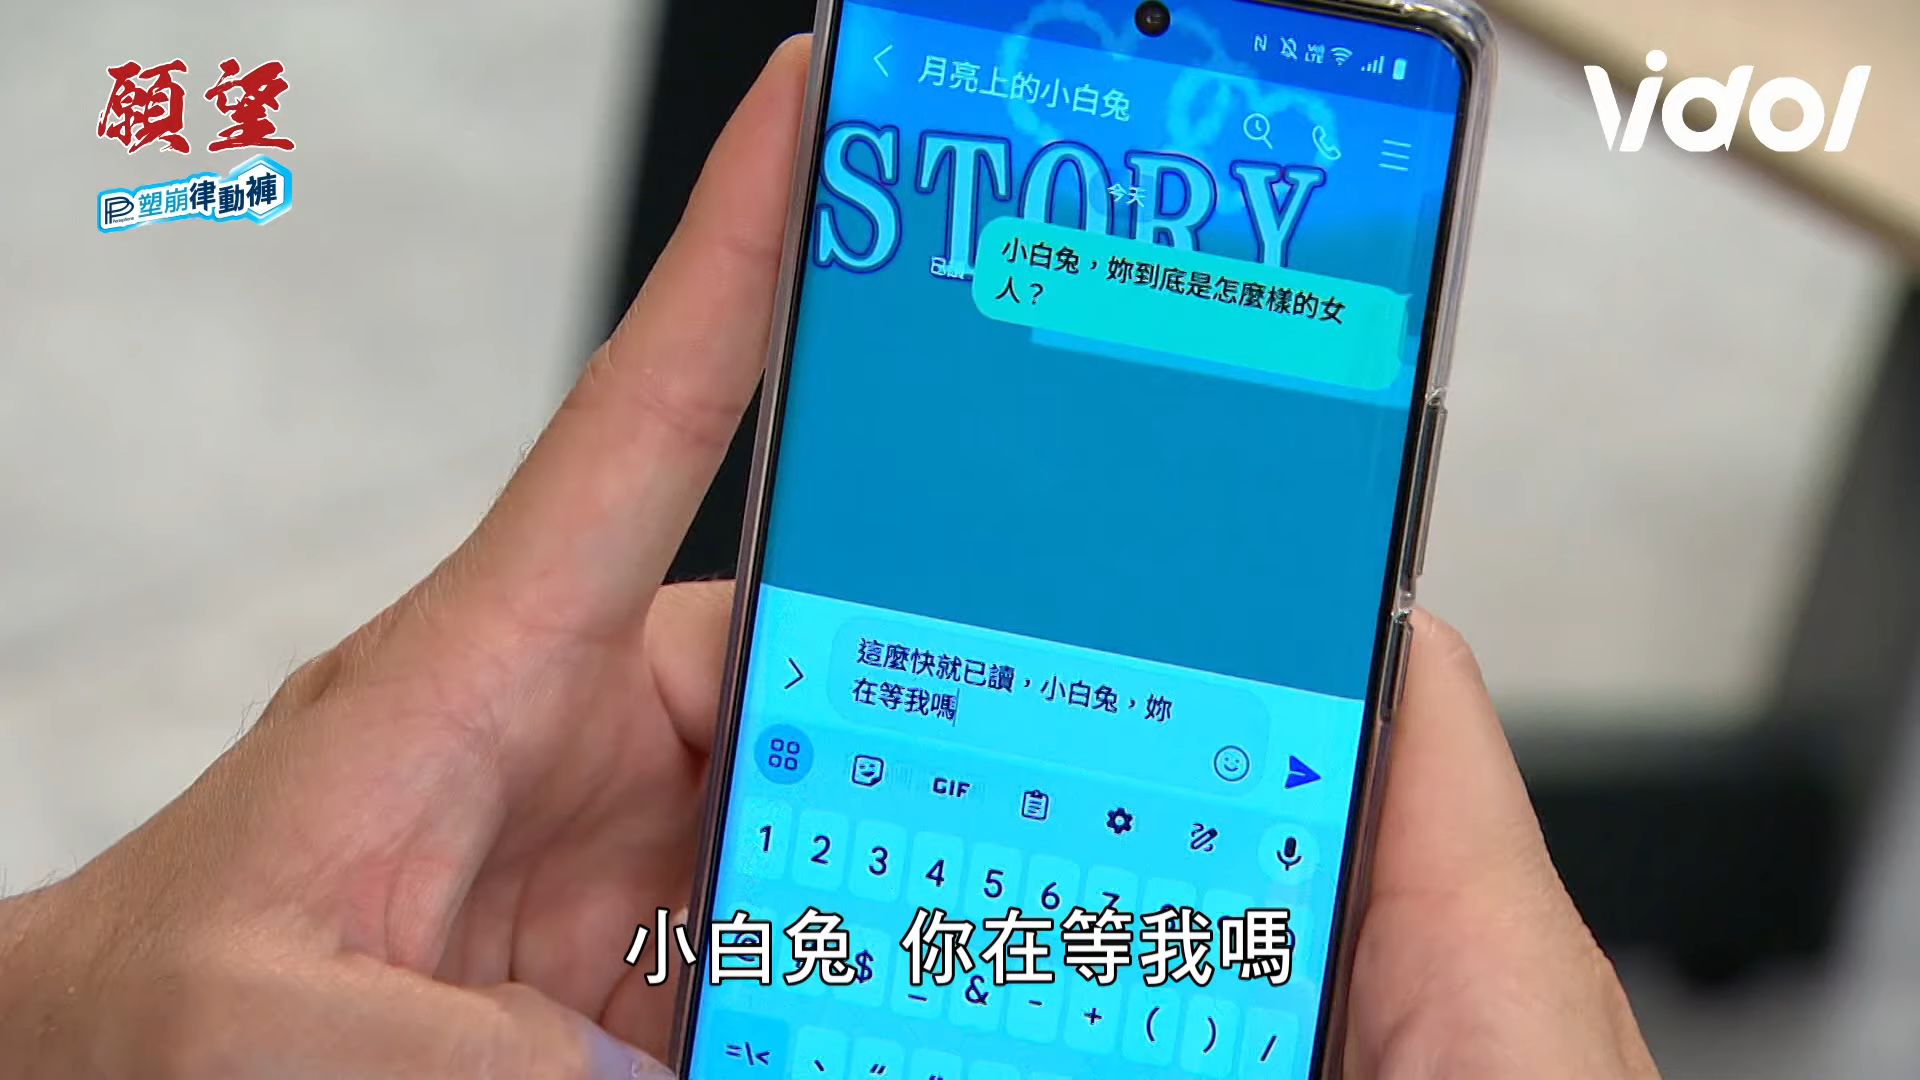 願望
塑崩律動褲
Vidol
月亮上的小白兔
STORY
今天
已讀
小白兔，妳到底是怎麼樣的女
人？
這麼快就已讀，小白兔，妳
在等我嗎
GIF
1 2 3 4 5 6 7
$ _ & - + ( ) /
=\<
小白兔 你在等我嗎